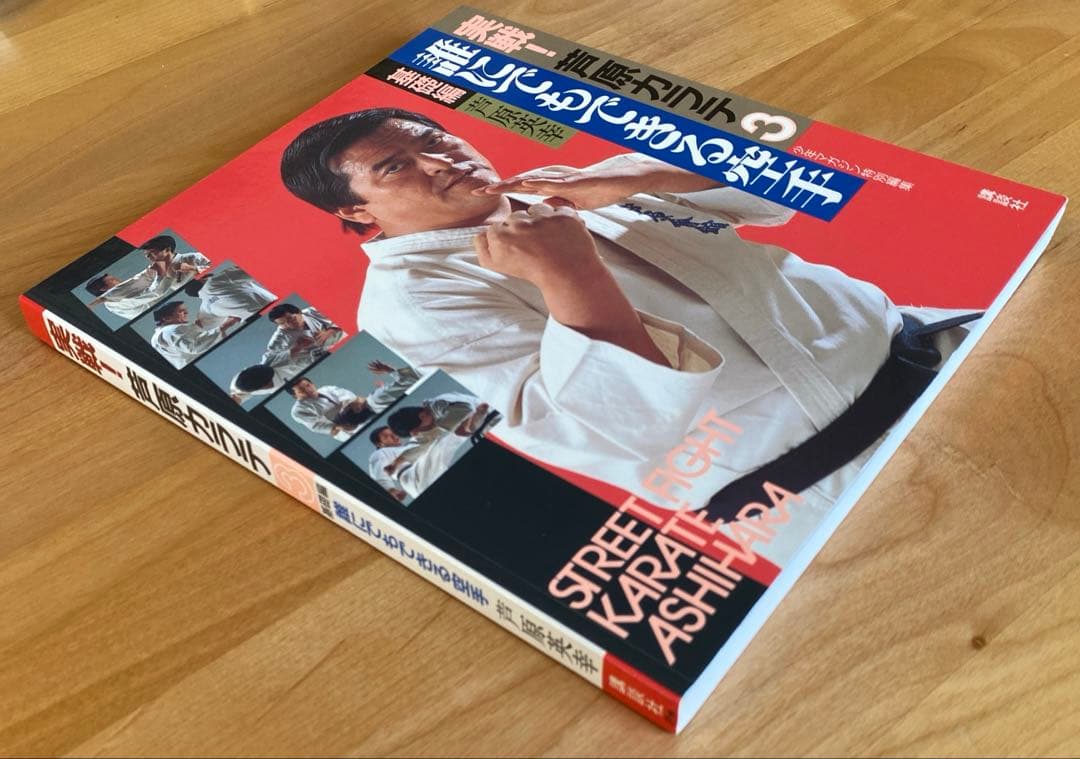 実戦!芦原カラテ3
誰にでもできる空手
基礎編
芦原英幸
少年マガジン特別編集
講談社
STREET FIGHT
KARATE
ASHIHARA
実戦!芦原カラテ3 基礎編 誰にでもできる空手 芦原英幸 講談社